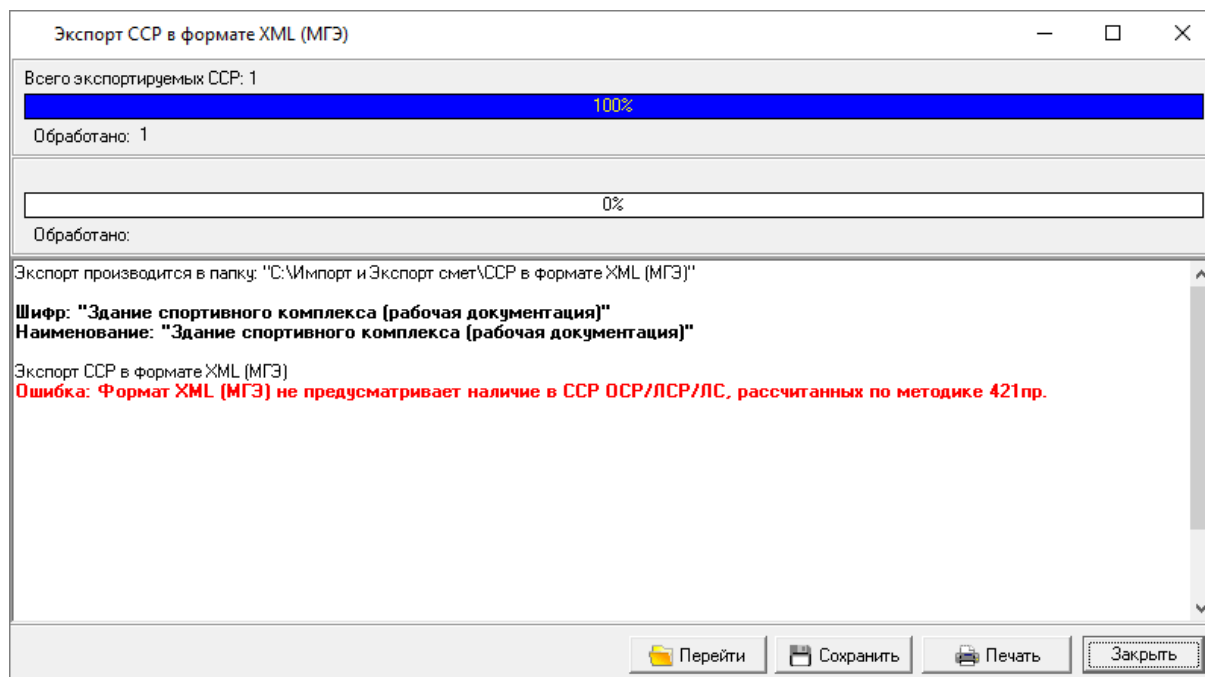 Экспорт ССР в формате XML (МГЭ)
Всего экспортируемых ССР: 1
100%
Обработано: 1
0%
Обработано:
Экспорт производится в папку: "C:\Импорт и Экспорт смет\ССР в формате XML (МГЭ)"
Шифр: "Здание спортивного комплекса (рабочая документация)"
Наименование: "Здание спортивного комплекса (рабочая документация)"
Экспорт ССР в формате XML (МГЭ)
Ошибка: Формат XML (МГЭ) не предусматривает наличие в ССР ОСР/ЛСР/ЛС, рассчитанных по методике 421пр.
Перейти Сохранить Печать Закрыть